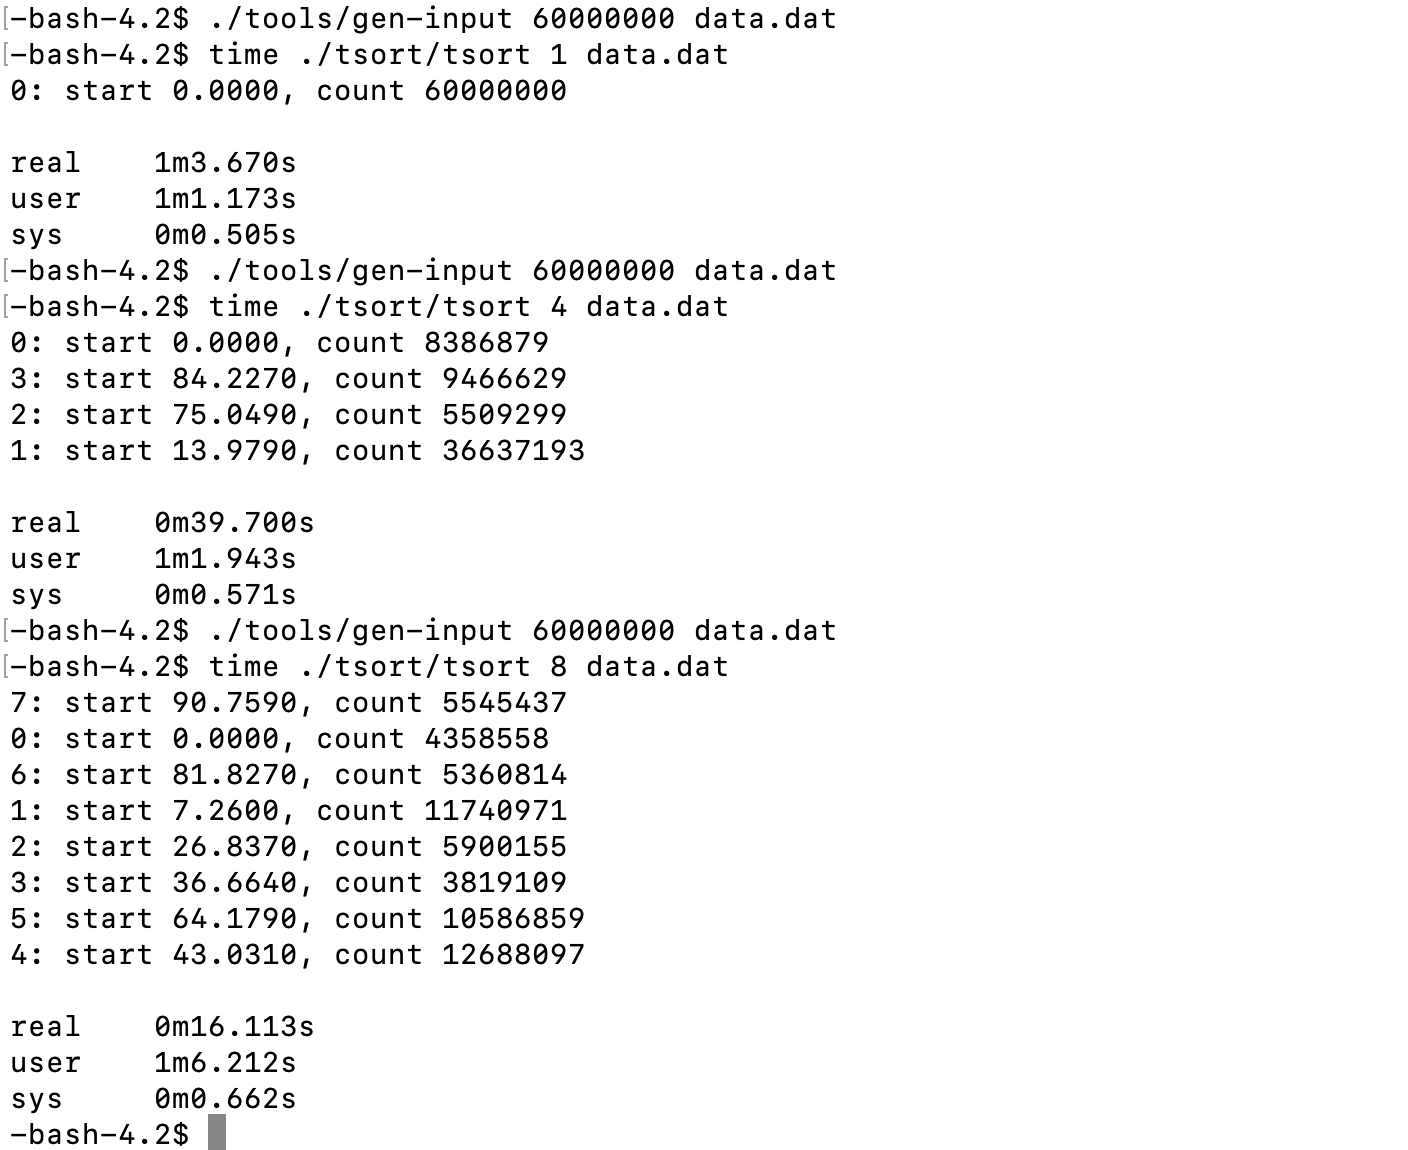 [-bash-4.2$ ./tools/gen-input 60000000 data.dat
[-bash-4.2$ time ./tsort/tsort 1 data.dat
0: start 0.0000, count 60000000
real    1m3.670s
user    1m1.173s
sys     0m0.505s
[-bash-4.2$ ./tools/gen-input 60000000 data.dat
[-bash-4.2$ time ./tsort/tsort 4 data.dat
0: start 0.0000, count 8386879
3: start 84.2270, count 9466629
2: start 75.0490, count 5509299
1: start 13.9790, count 36637193
real    0m39.700s
user    1m1.943s
sys     0m0.571s
[-bash-4.2$ ./tools/gen-input 60000000 data.dat
[-bash-4.2$ time ./tsort/tsort 8 data.dat
7: start 90.7590, count 5545437
0: start 0.0000, count 4358558
6: start 81.8270, count 5360814
1: start 7.2600, count 11740971
2: start 26.8370, count 5900155
3: start 36.6640, count 3819109
5: start 64.1790, count 10586859
4: start 43.0310, count 12688097
real    0m16.113s
user    1m6.212s
sys     0m0.662s
-bash-4.2$